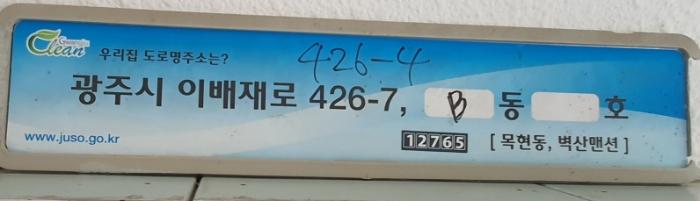 Clean
우리집 도로명주소는?
426-4
광주시 이배재로 426-7, B 동 호
www.juso.go.kr
12765 [ 목현동, 벽산맨션 ]